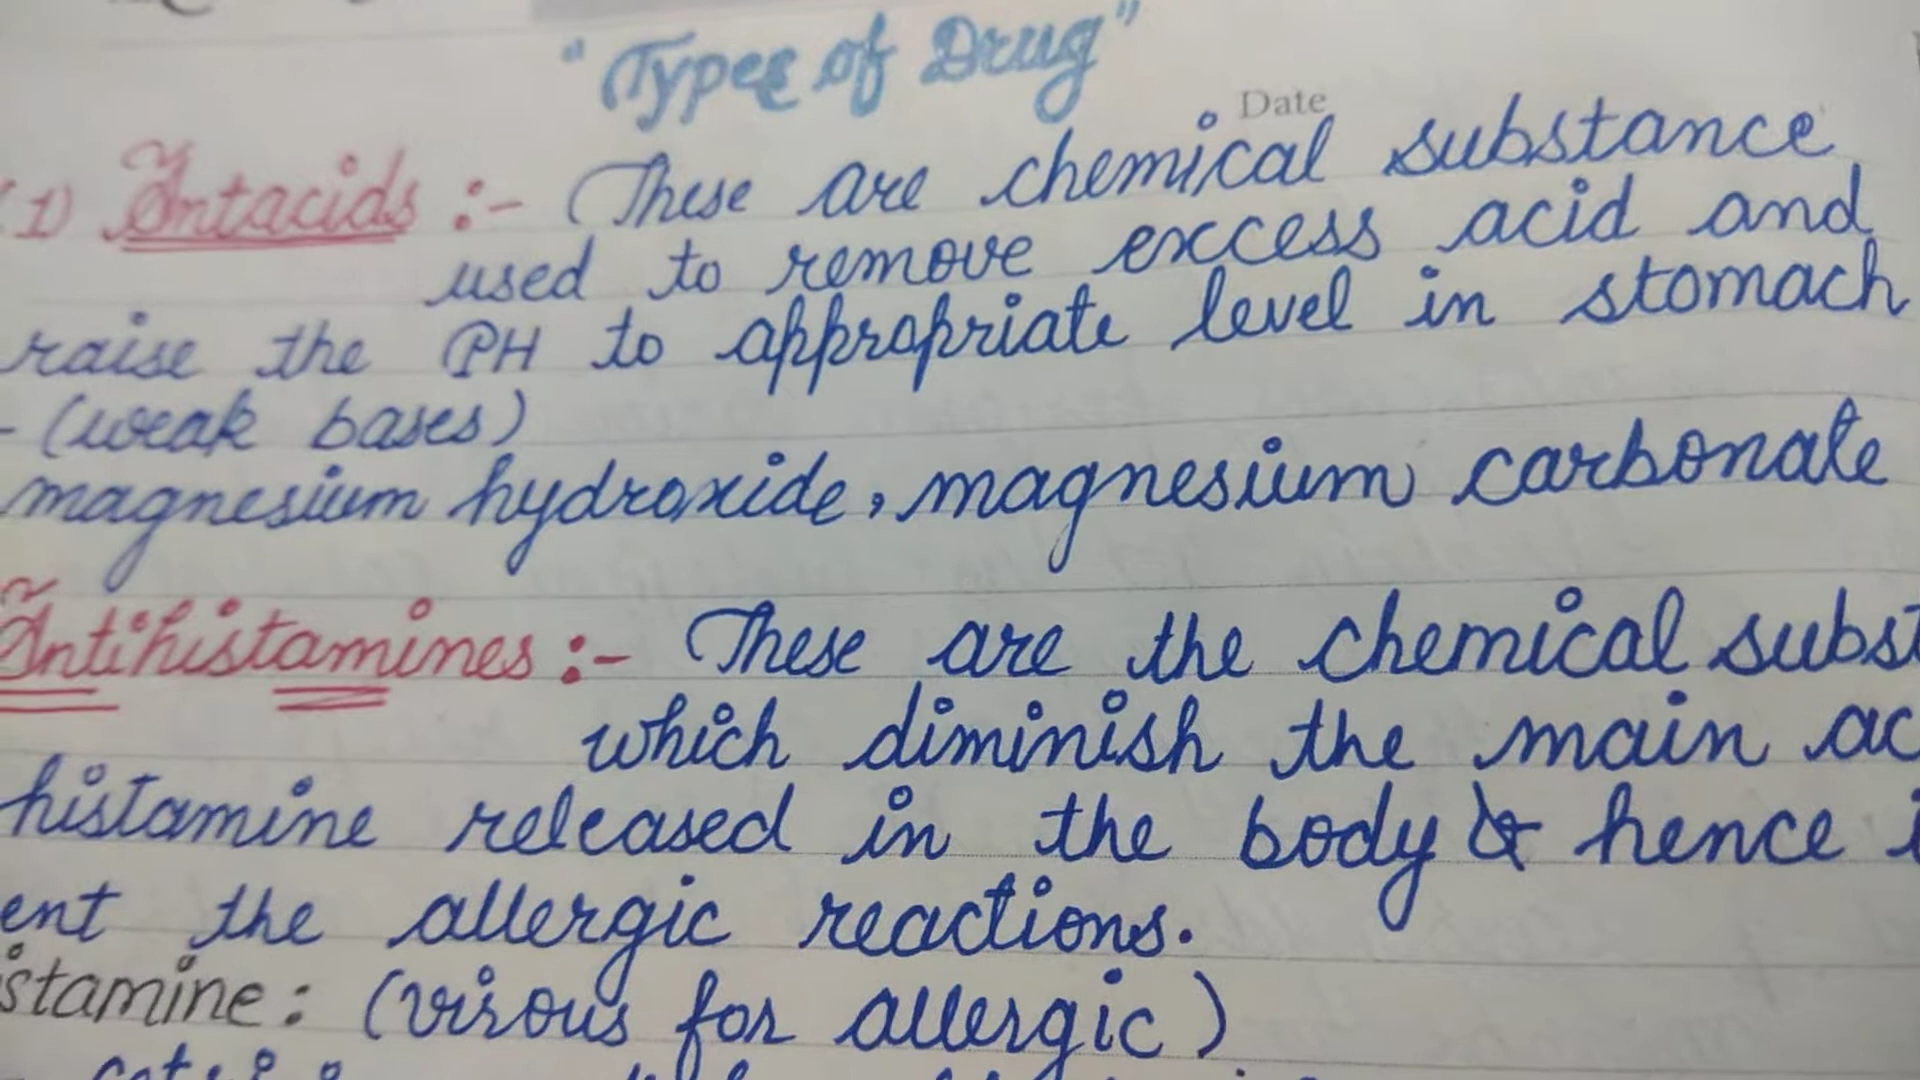 "Types of Drug"
Date
(1) Antacids :- These are chemical substance
used to remove excess acid and
raise the PH to appropriate level in stomach
- (weak bases)
magnesium hydroxide, magnesium carbonate
Antihistamines :- These are the chemical subst
which diminish the main ac
histamine released in the body & hence i
ent the allergic reactions.
stamine: (virous for allergic)